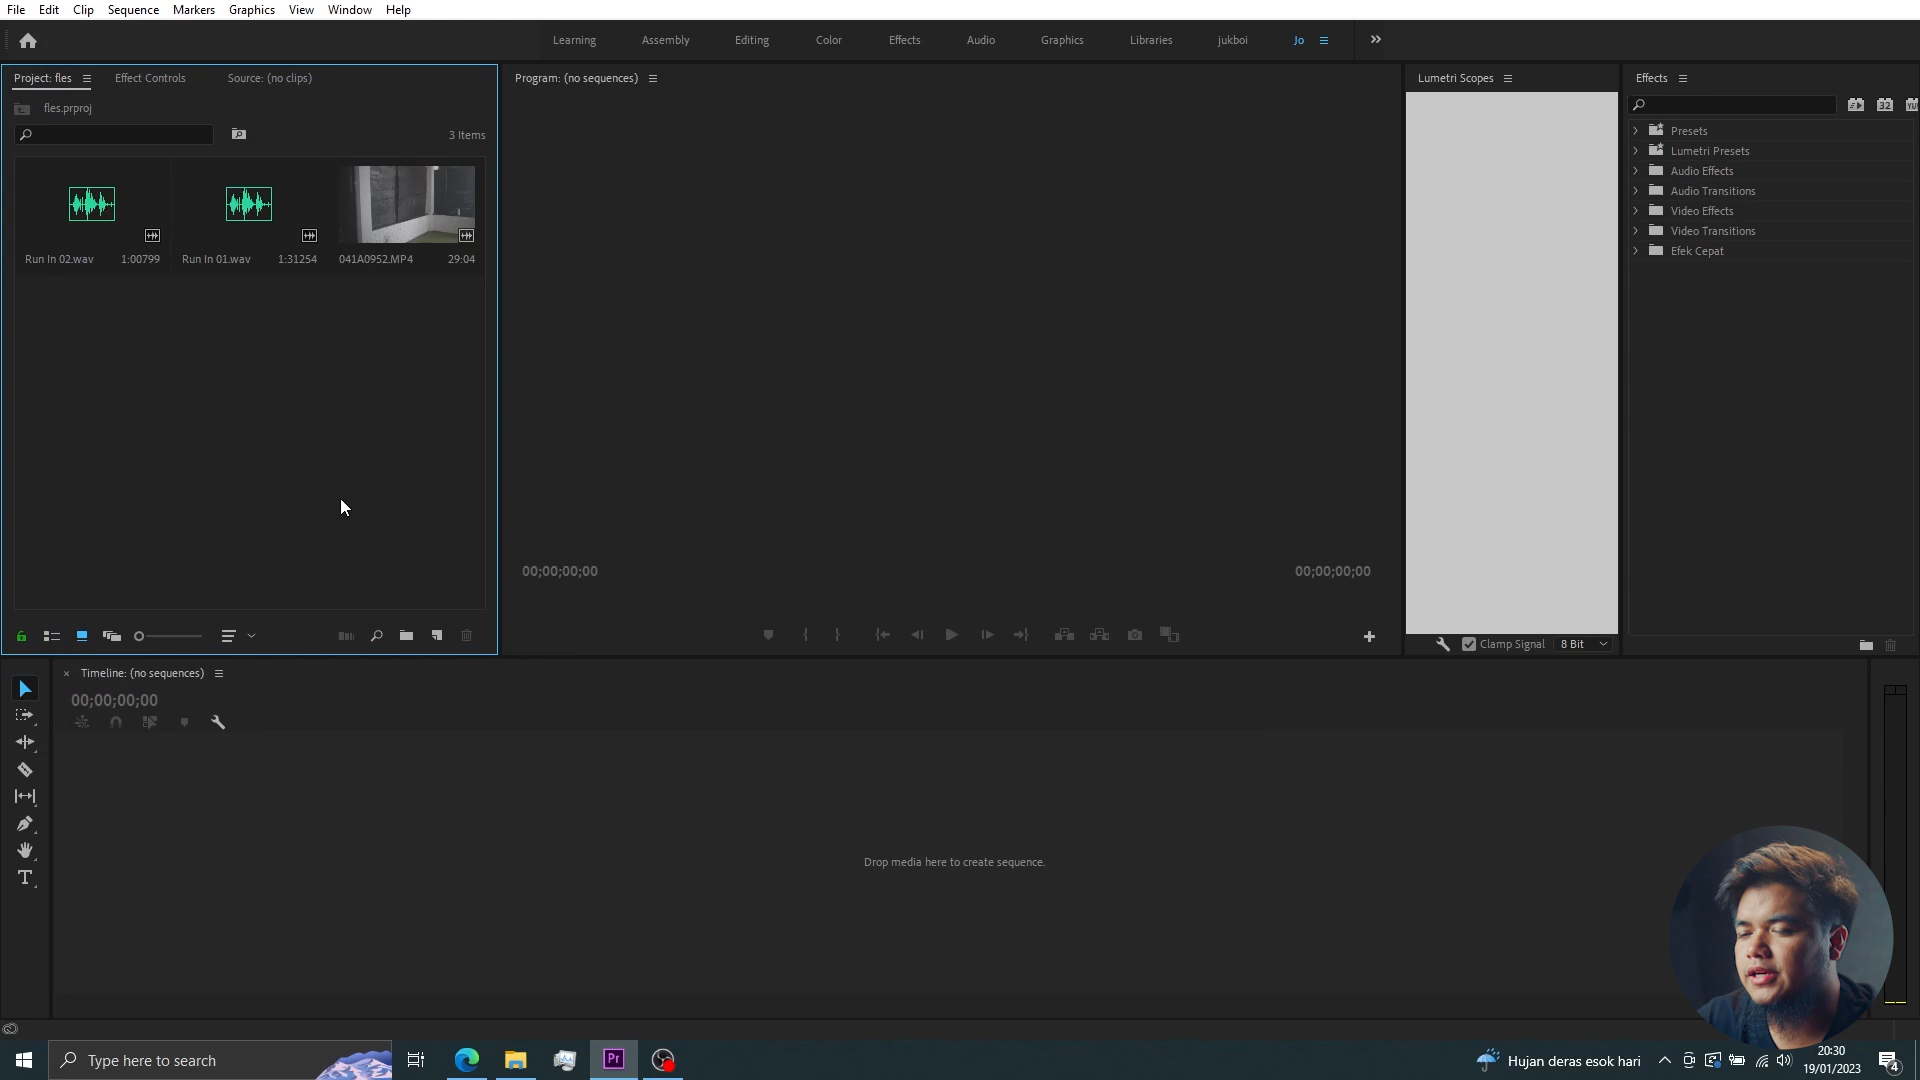 File Edit Clip Sequence Markers Graphics View Window Help
Learning Assembly Editing Color Effects Audio Graphics Libraries jukboi Jo
Project: fles Effect Controls Source: (no clips)
Program: (no sequences)
Lumetri Scopes
Effects
fles.prproj
3 Items
32
Presets
Lumetri Presets
Audio Effects
Audio Transitions
Video Effects
Video Transitions
Efek Cepat
Run In 02.wav 1:00799
Run In 01.wav 1:31254
041A0952.MP4 29:04
00;00;00;00
00;00;00;00
Clamp Signal 8 Bit
Timeline: (no sequences)
00;00;00;00
Drop media here to create sequence.
Type here to search
Pr
Hujan deras esok hari
20:30
19/01/2023
4